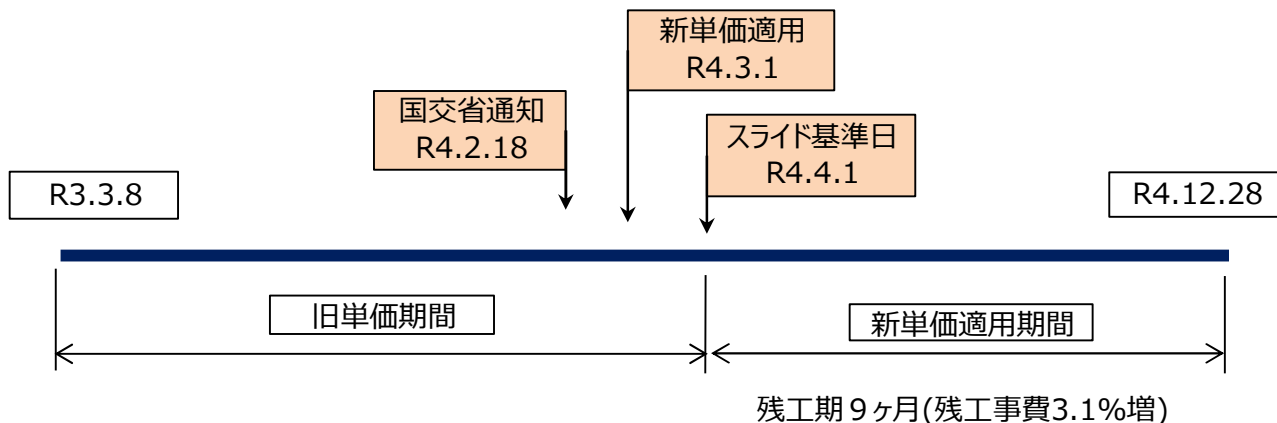 新単価適用
R4.3.1
国交省通知
R4.2.18
スライド基準日
R4.4.1
R3.3.8
R4.12.28
旧単価期間
新単価適用期間
残工期９ヶ月(残工事費3.1%増)